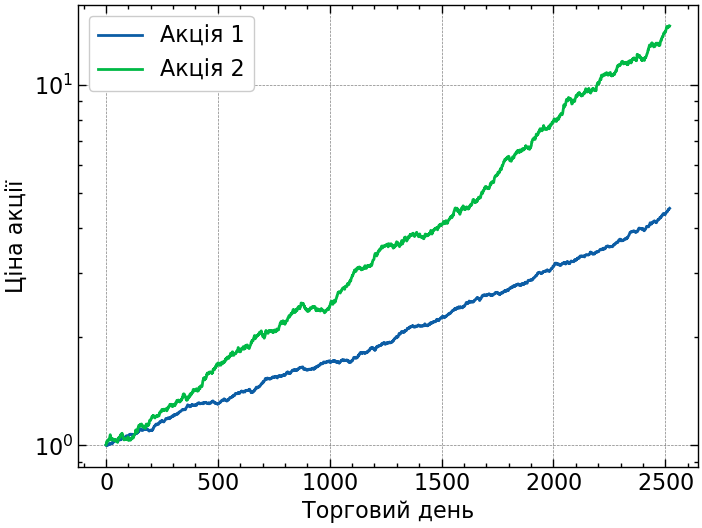 Акція 1
Акція 2
10¹
10⁰
Ціна акції
0 500 1000 1500 2000 2500
Торговий день